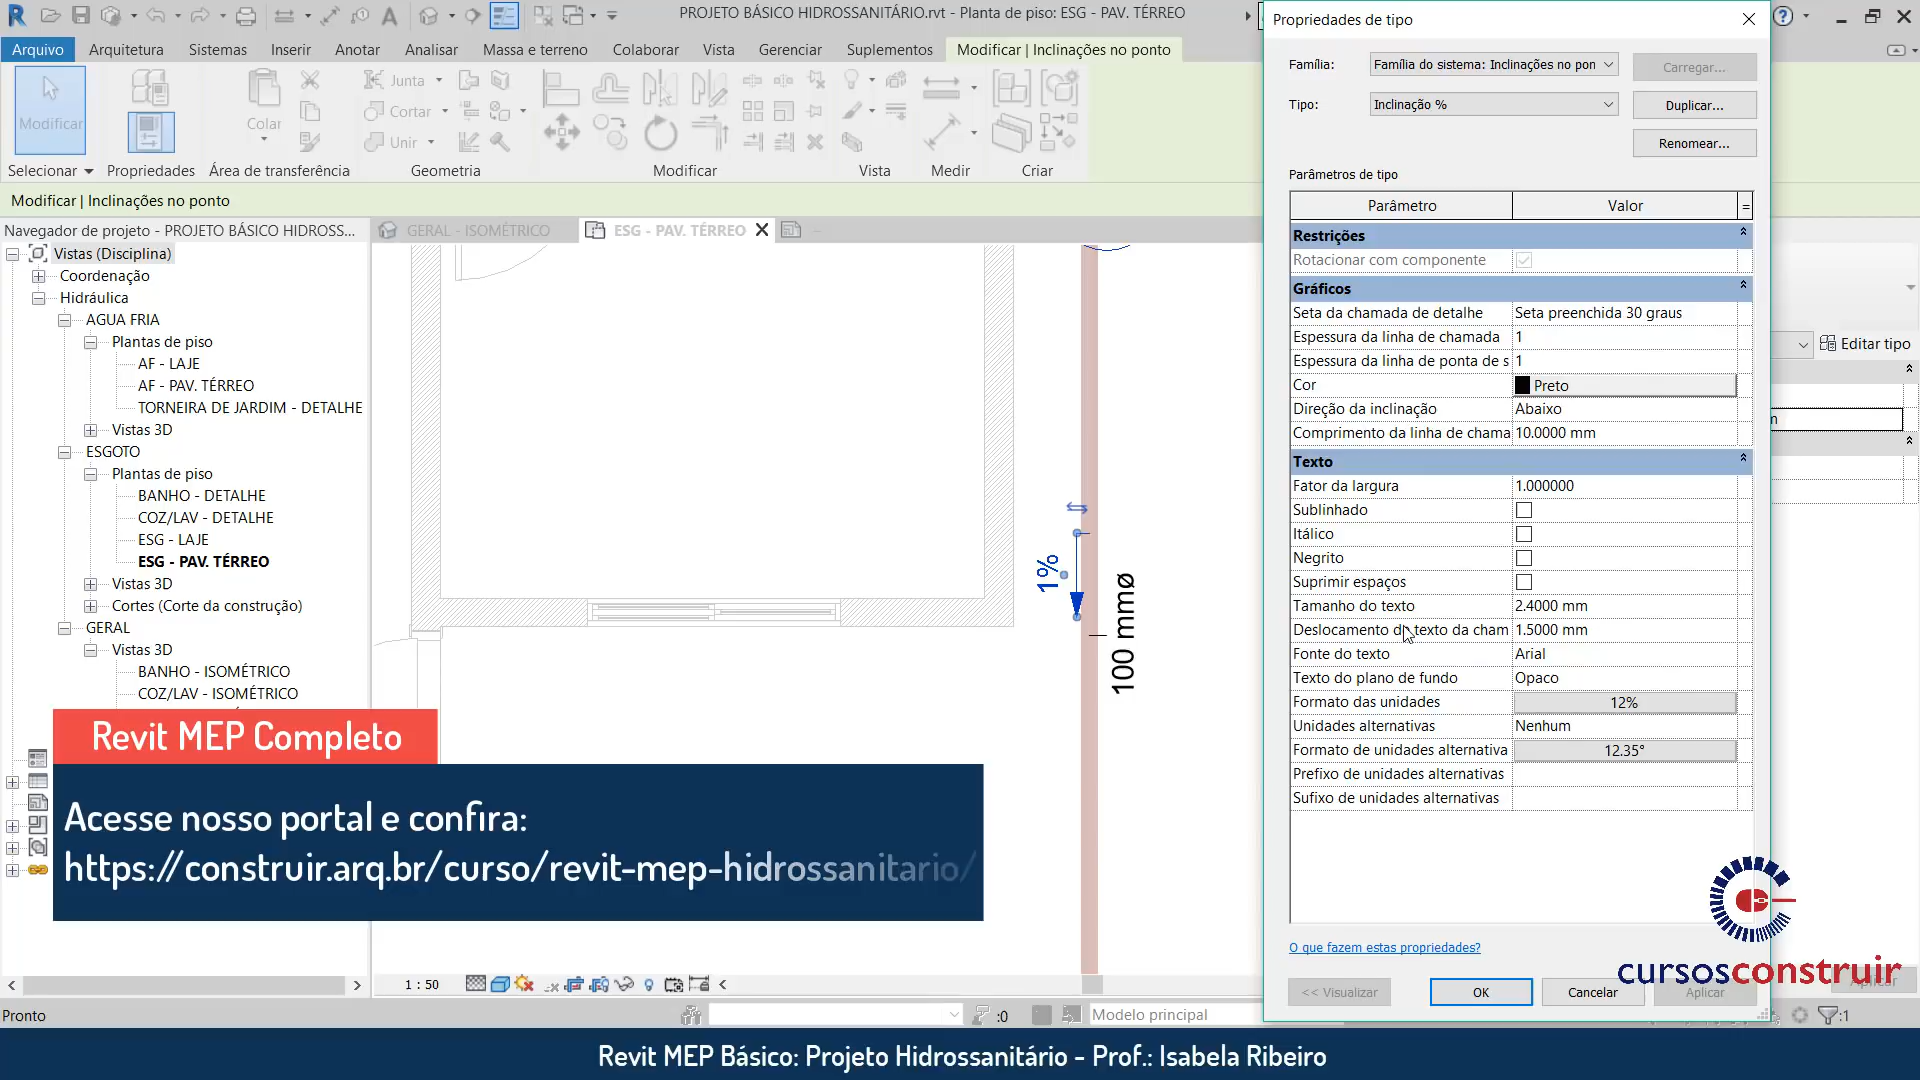 PROJETO BÁSICO HIDROSSANITÁRIO.rvt - Planta de piso: ESG - PAV. TÉRREO
Arquivo Arquitetura Sistemas Inserir Anotar Analisar Massa e terreno Colaborar Vista Gerenciar Suplementos Modificar | Inclinações no ponto
Modificar
Colar
Junta
Cortar
Unir
Selecionar Propriedades Área de transferência Geometria Modificar Vista Medir Criar
Modificar | Inclinações no ponto
Navegador de projeto - PROJETO BÁSICO HIDROSS...
Vistas (Disciplina)
Coordenação
Hidráulica
AGUA FRIA
Plantas de piso
AF - LAJE
AF - PAV. TÉRREO
TORNEIRA DE JARDIM - DETALHE
Vistas 3D
ESGOTO
Plantas de piso
BANHO - DETALHE
COZ/LAV - DETALHE
ESG - LAJE
ESG - PAV. TÉRREO
Vistas 3D
Cortes (Corte da construção)
GERAL
Vistas 3D
BANHO - ISOMÉTRICO
COZ/LAV - ISOMÉTRICO
GERAL - ISOMÉTRICO
ESG - PAV. TÉRREO
1%
100 mmø
Revit MEP Completo
Acesse nosso portal e confira:
https://construir.arq.br/curso/revit-mep-hidrossanitario/
1 : 50
Pronto
:0
Modelo principal
:1
Propriedades de tipo
Família: Família do sistema: Inclinações no pon
Carregar...
Tipo: Inclinação %
Duplicar...
Renomear...
Parâmetros de tipo
Parâmetro Valor =
Restrições
Rotacionar com componente
Gráficos
Seta da chamada de detalhe Seta preenchida 30 graus
Espessura da linha de chamada 1
Espessura da linha de ponta de s 1
Cor Preto
Direção da inclinação Abaixo
Comprimento da linha de chama 10.0000 mm
Texto
Fator da largura 1.000000
Sublinhado
Itálico
Negrito
Suprimir espaços
Tamanho do texto 2.4000 mm
Deslocamento do texto da cham 1.5000 mm
Fonte do texto Arial
Texto do plano de fundo Opaco
Formato das unidades 12%
Unidades alternativas Nenhum
Formato de unidades alternativa 12.35°
Prefixo de unidades alternativas
Sufixo de unidades alternativas
O que fazem estas propriedades?
<< Visualizar OK Cancelar Aplicar
Editar tipo
Aplicar
cursosconstruir
Revit MEP Básico: Projeto Hidrossanitário - Prof.: Isabela Ribeiro